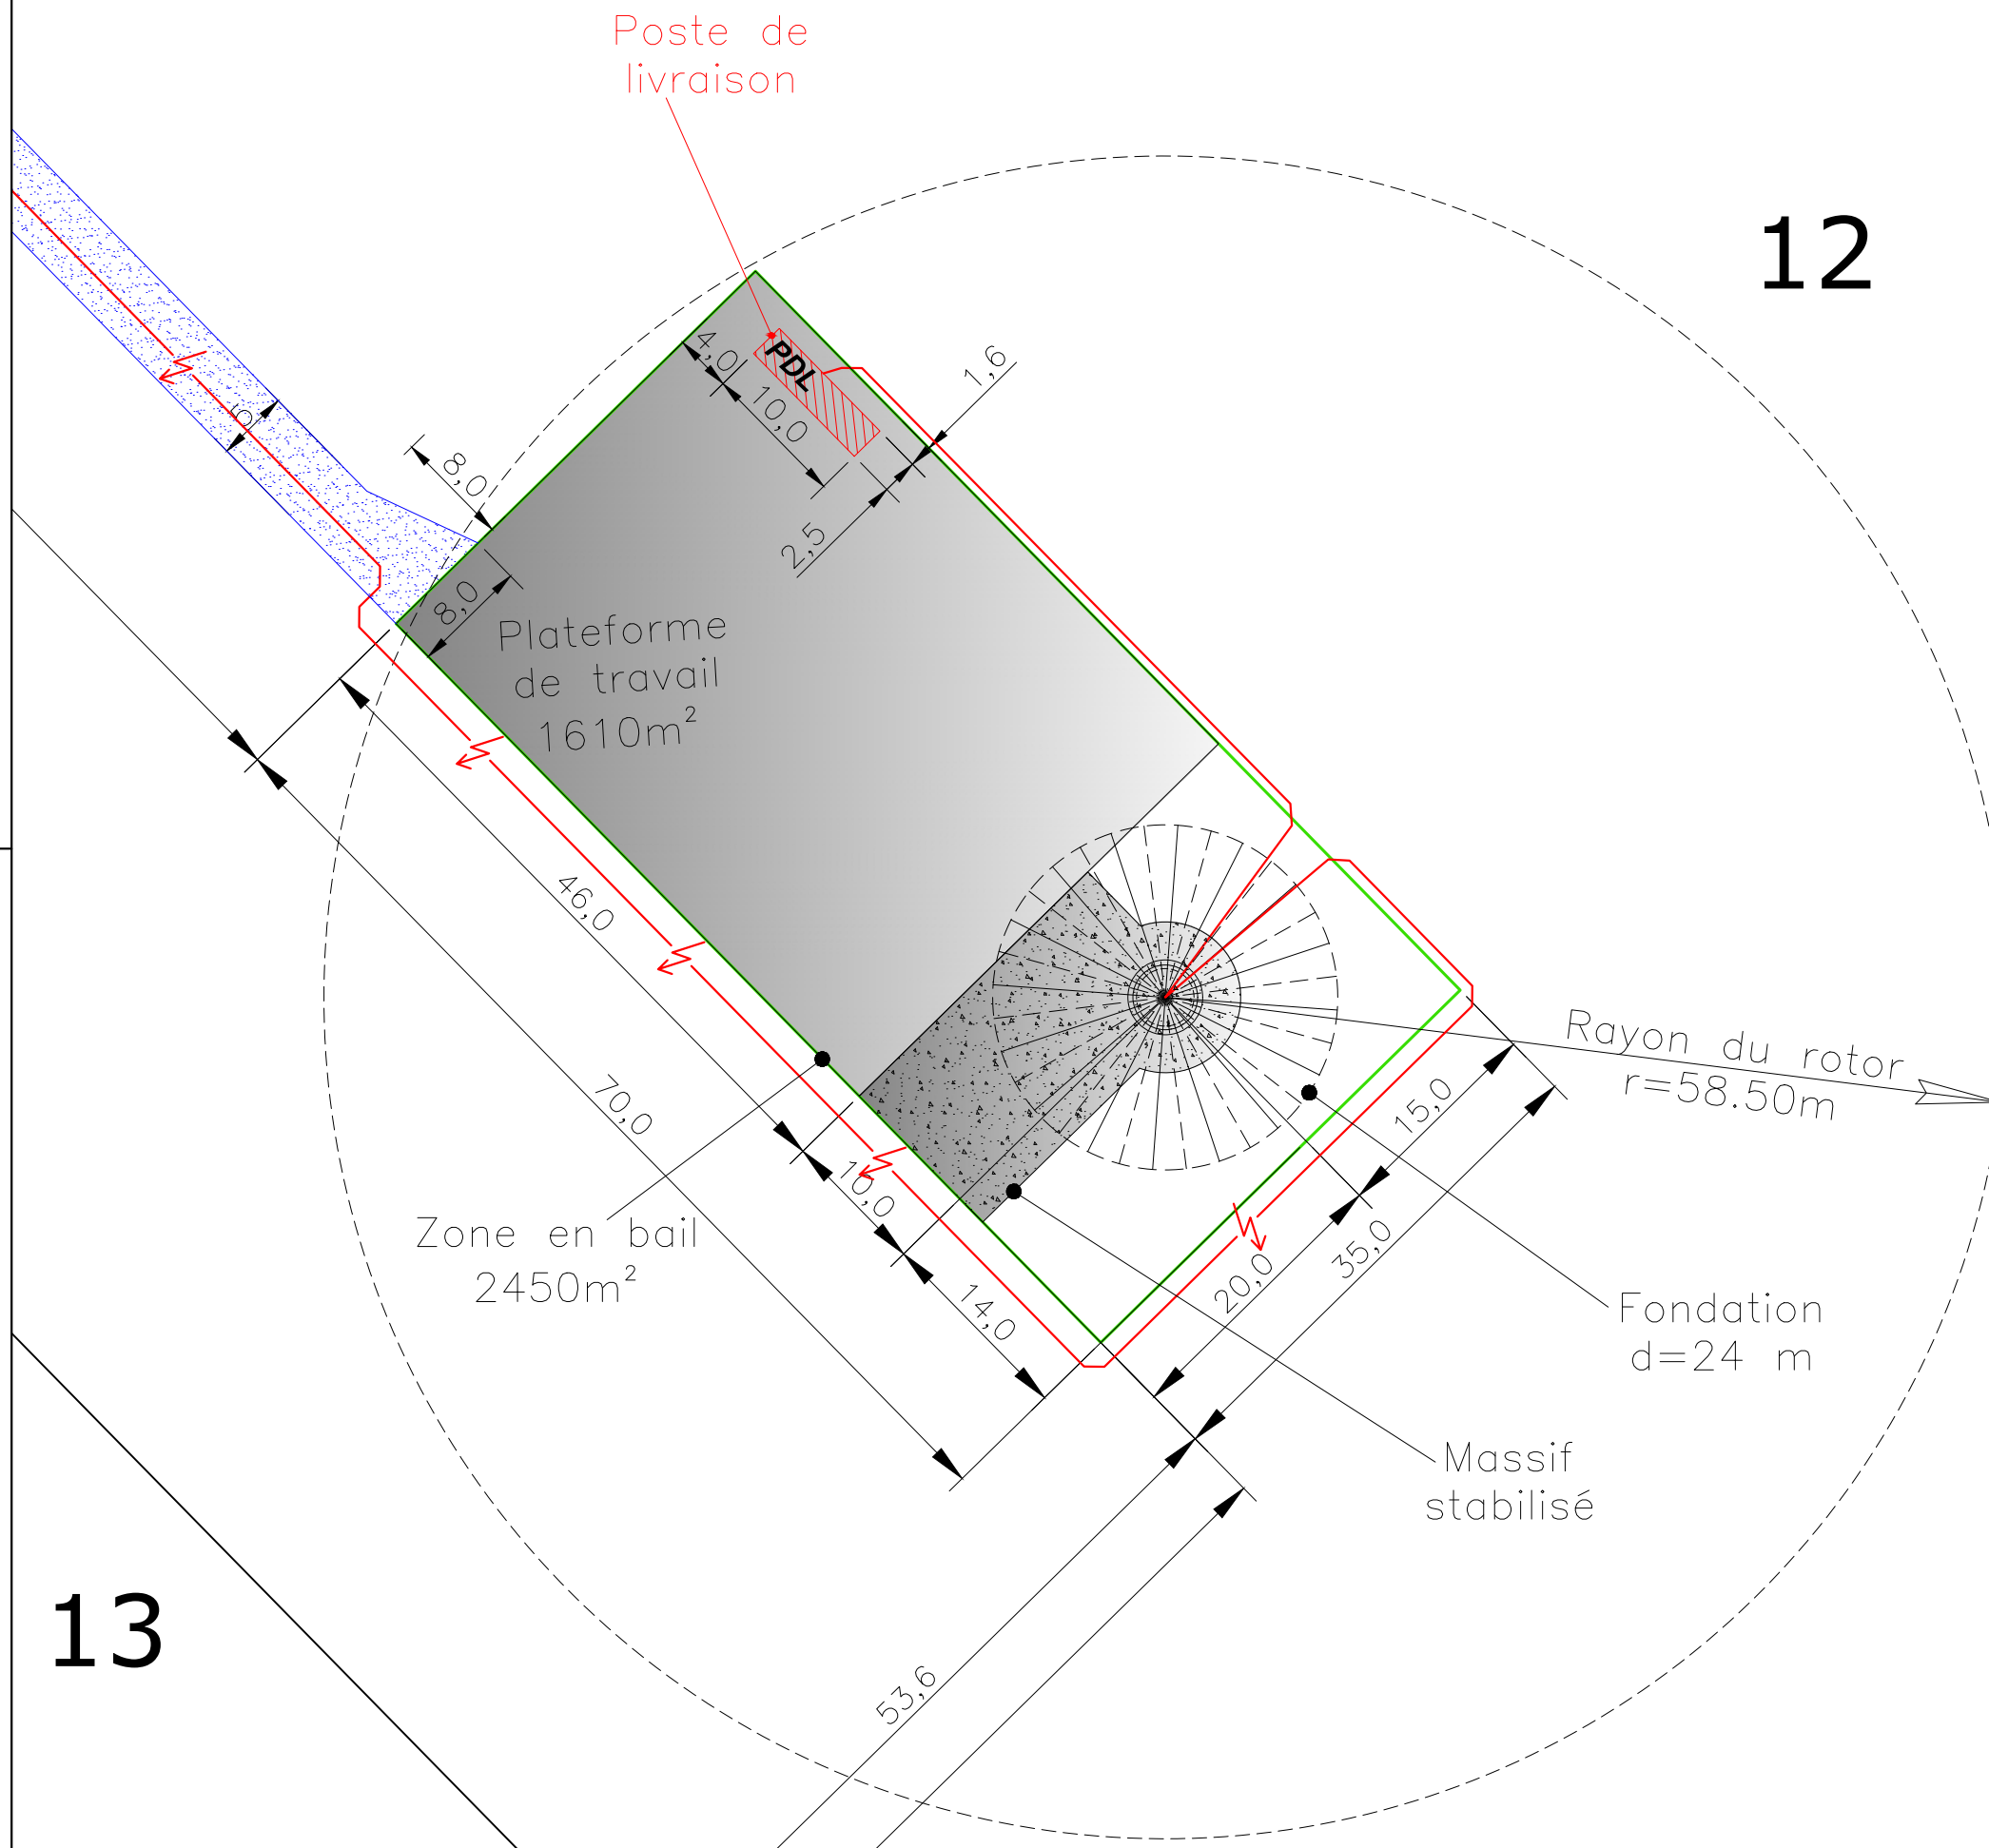 Poste de
livraison
12
4,0
PDL
1,6
10,0
5
8,0
2,5
8,0
Plateforme
de travail
1610m²
46,0
Rayon du rotor
r=58.50m
70,0
15,0
10,0
Zone en bail
2450m²
35,0
20,0
14,0
Fondation
d=24 m
Massif
stabilisé
13
53,6